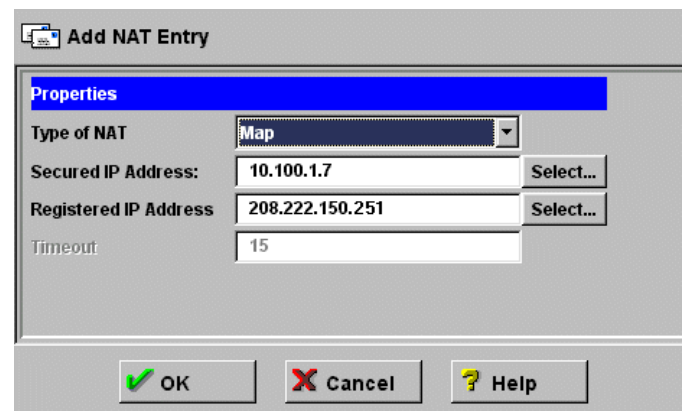 Add NAT Entry
Properties
Type of NAT Map
Secured IP Address: 10.100.1.7 Select...
Registered IP Address 208.222.150.251 Select...
Timeout 15
OK Cancel Help